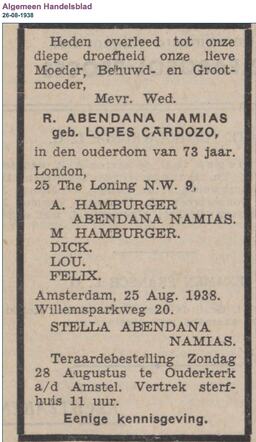 Algemeen Handelsblad
26-08-1938
Heden overleed tot onze
diepe droefheid onze lieve
Moeder, Behuwd- en Groot-
moeder,
Mevr. Wed.
R. ABENDANA NAMIAS
geb. LOPES CARDOZO,
in den ouderdom van 73 jaar.
London,
25 The Loning N.W. 9,
A. HAMBURGER
ABENDANA NAMIAS.
M HAMBURGER.
DICK.
LOU.
FELIX.
Amsterdam, 25 Aug. 1938.
Willemsparkweg 20.
STELLA ABENDANA
NAMIAS.
Teraardebestelling Zondag
28 Augustus te Ouderkerk
a/d Amstel. Vertrek sterf-
huis 11 uur.
Eenige kennisgeving.